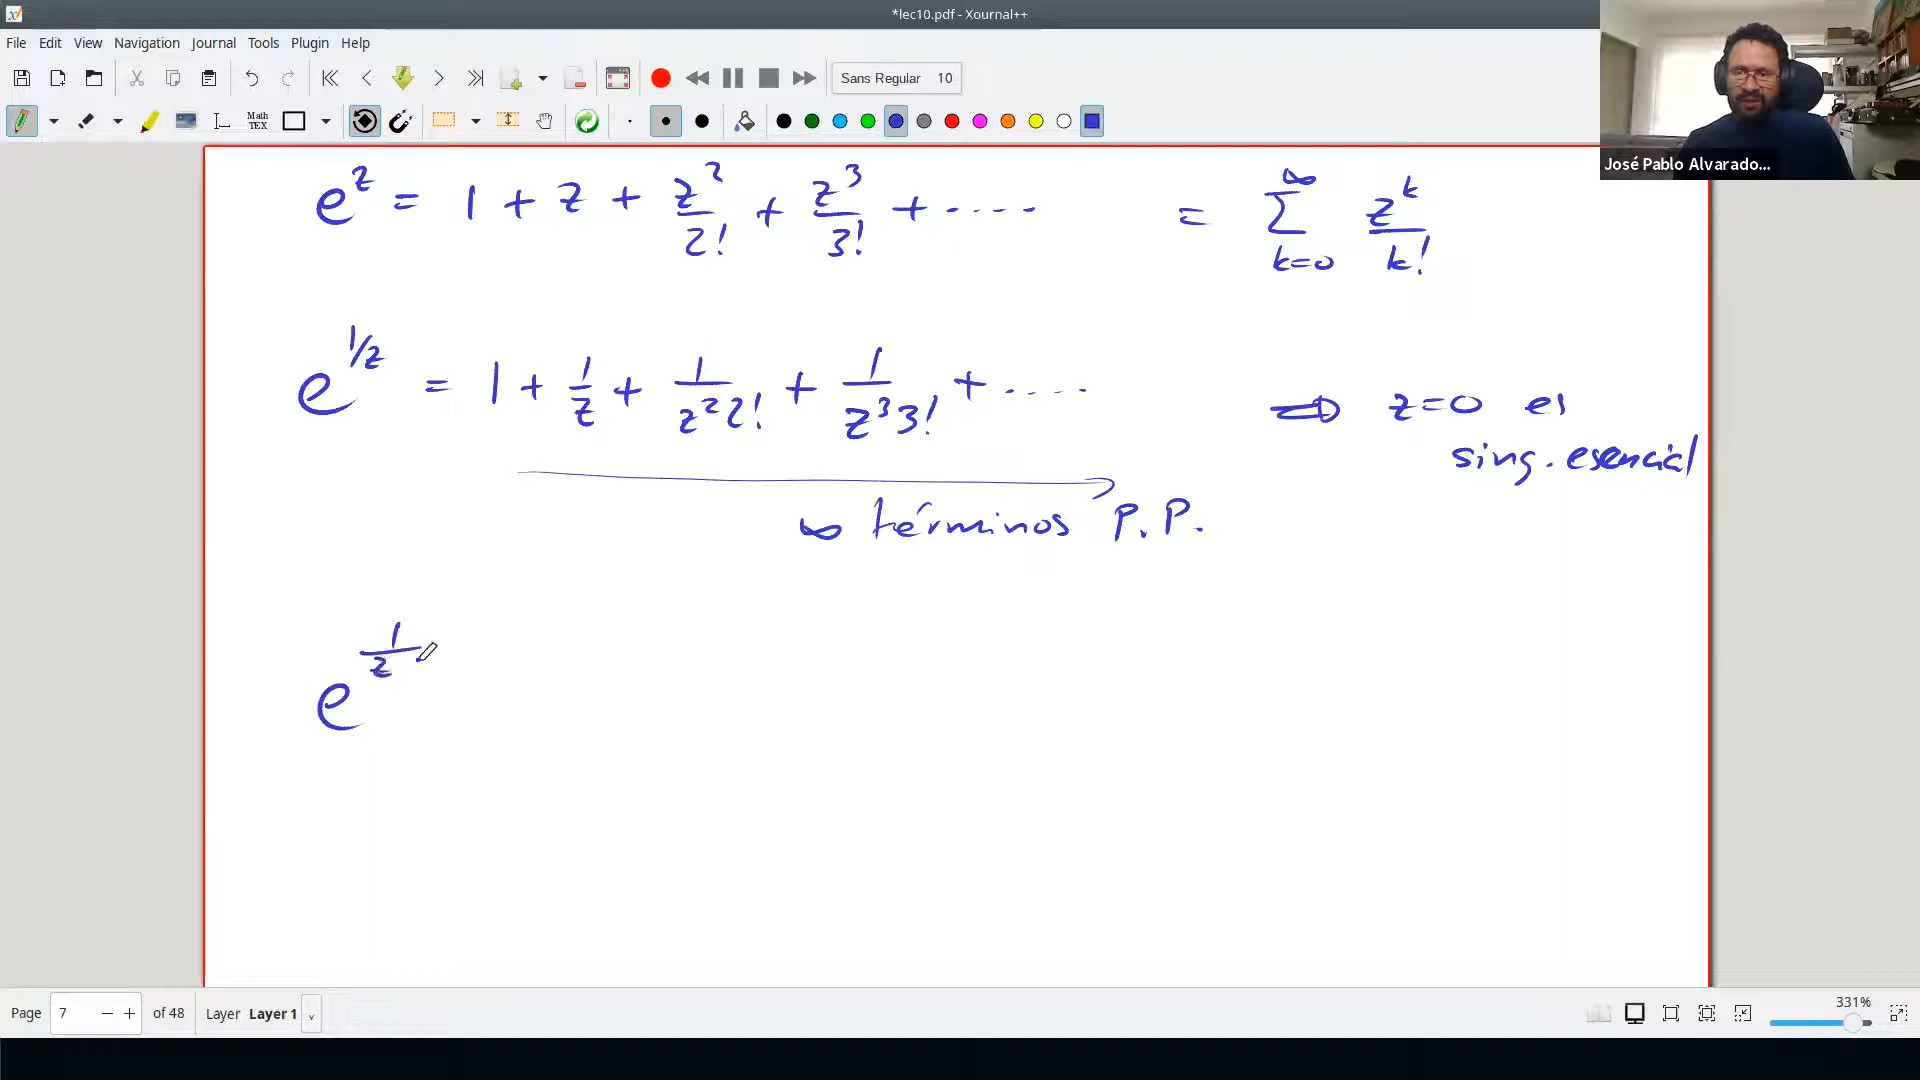 *lec10.pdf - Xournal++
File Edit View Navigation Journal Tools Plugin Help
Sans Regular 10
Math
TEX
José Pablo Alvarado...
e^z = 1 + z + z^2/2! + z^3/3! + ..... = ∑_{k=0}^{∞} z^k/k!
e^{1/z} = 1 + 1/z + 1/(z^2 2!) + 1/(z^3 3!) + ..... ⟹ z=0 es
sing. esencial
∞ términos P.P.
e^{1/z
Page 7 of 48 Layer Layer 1 331%